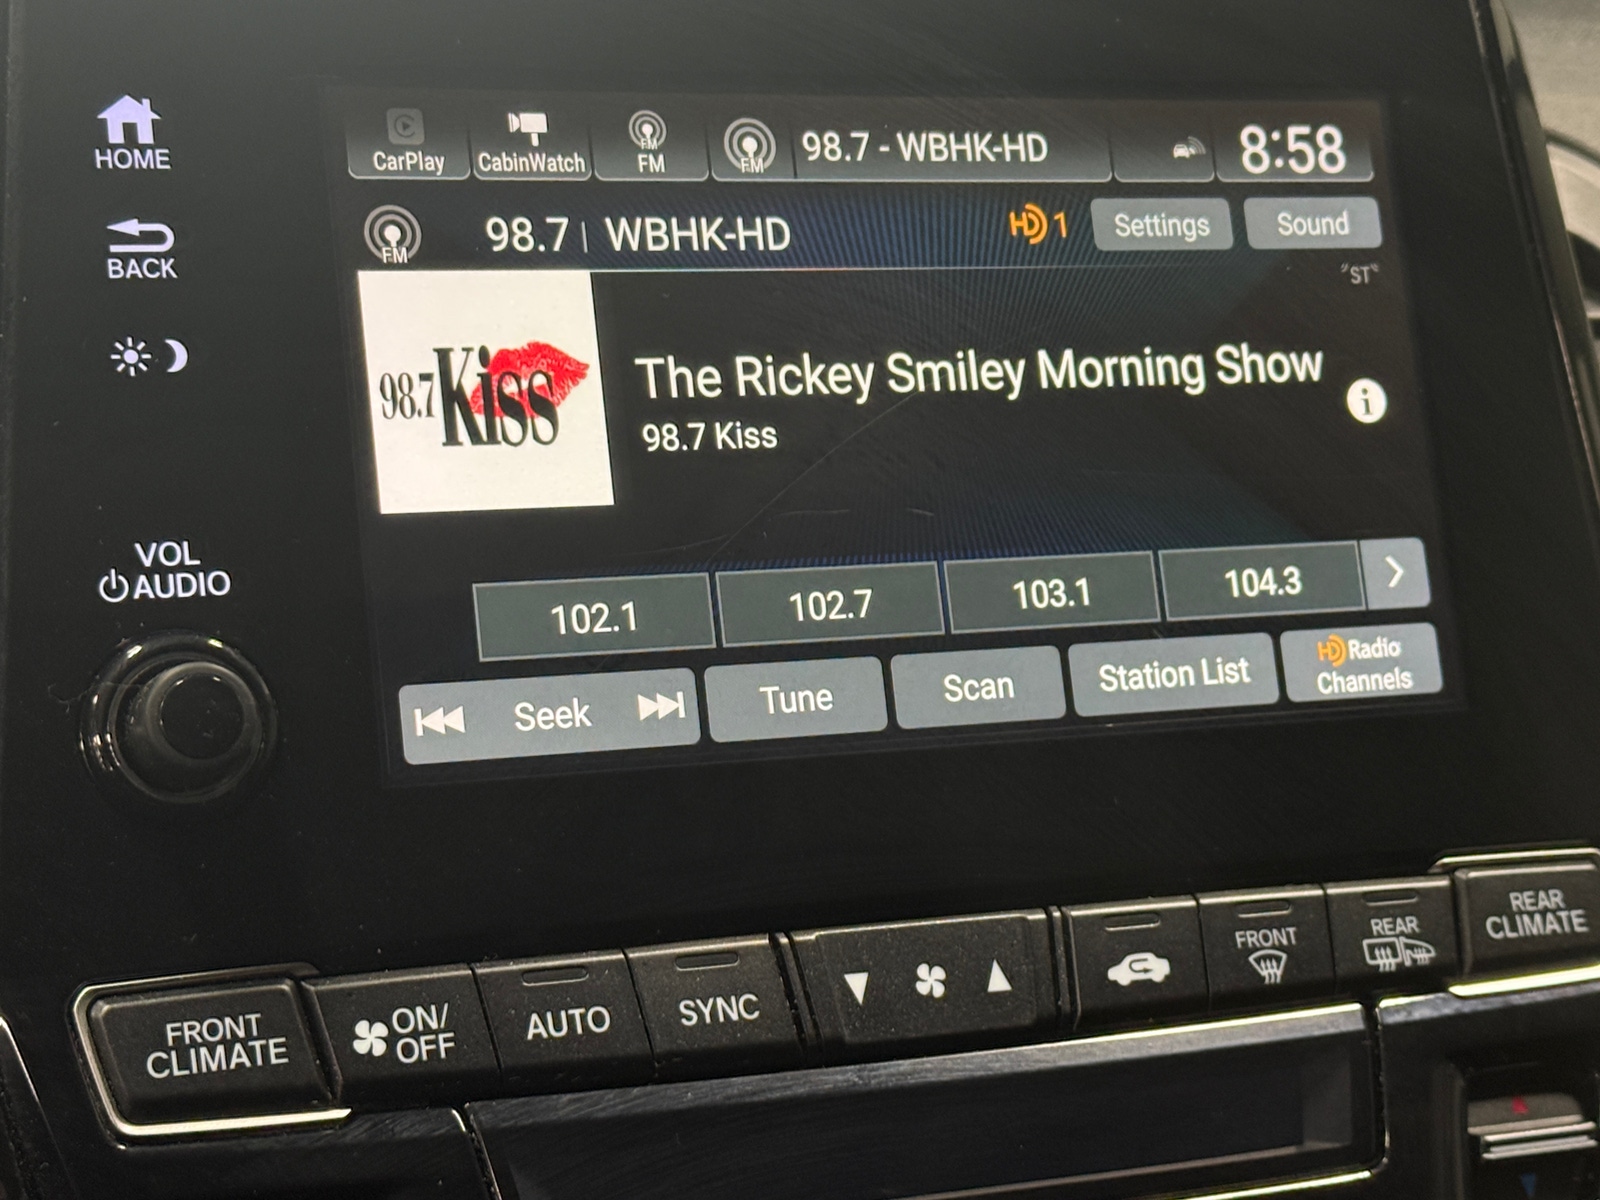 HOME
BACK
VOL
AUDIO
CarPlay
CabinWatch
FM
FM
FM
98.7 - WBHK-HD
8:58
FM
98.7 | WBHK-HD
HD 1
Settings
Sound
"ST"
98.7 Kiss
The Rickey Smiley Morning Show
98.7 Kiss
i
102.1
102.7
103.1
104.3
Seek
Tune
Scan
Station List
HD Radio
Channels
FRONT
CLIMATE
ON/
OFF
AUTO
SYNC
FRONT
REAR
REAR
CLIMATE